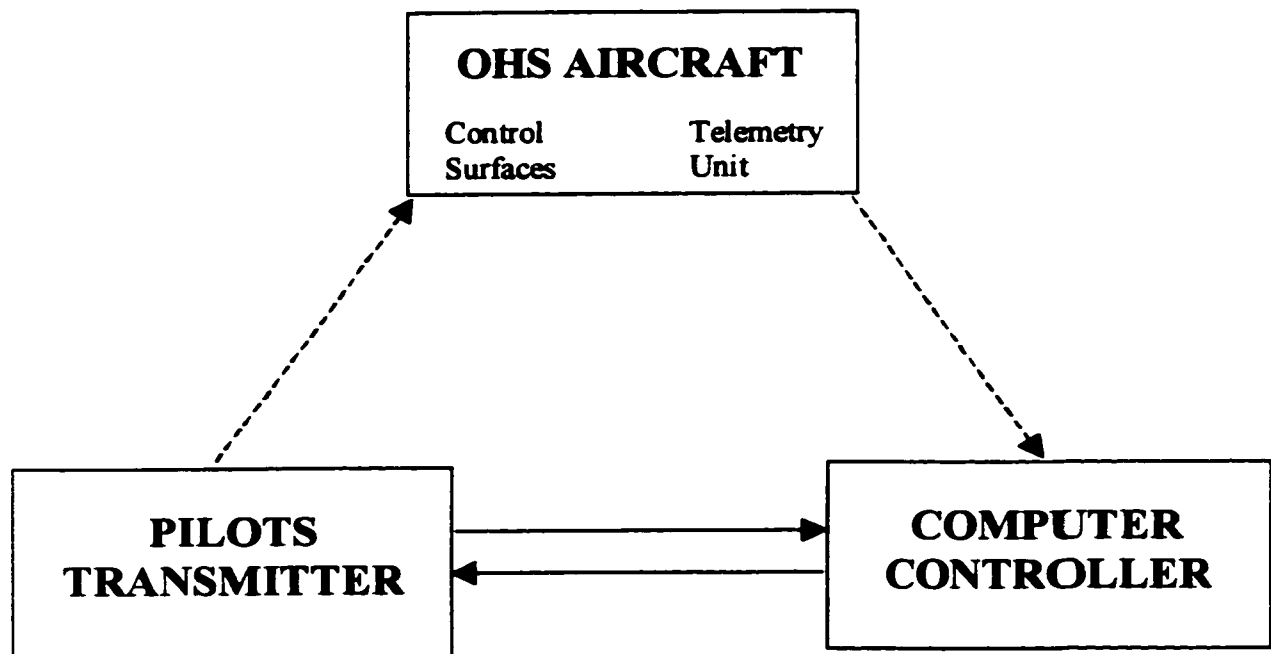 OHS AIRCRAFT
Control Telemetry
Surfaces Unit
PILOTS
TRANSMITTER
COMPUTER
CONTROLLER